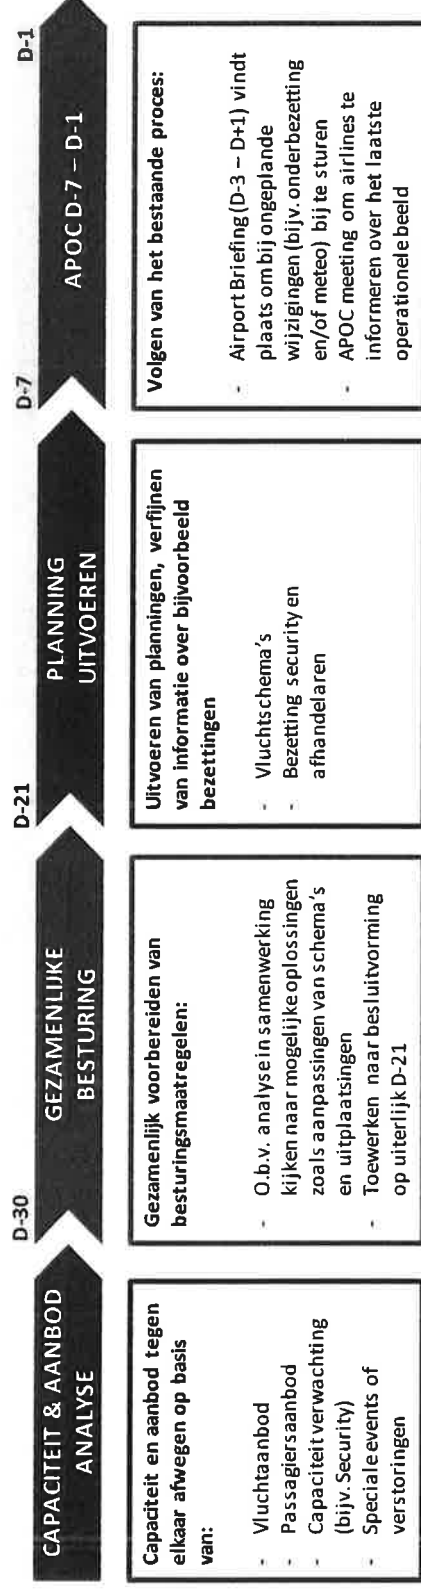 CAPACITEIT & AANBOD
ANALYSE
D-30
GEZAMENLIJKE
BESTURING
D-21
PLANNING
UITVOEREN
D-7
APOC D-7 – D-1
D-1
Capaciteit en aanbod tegen
elkaar afwegen op basis
van:
- Vluchtaanbod
- Passagiersaanbod
- Capaciteitverwachting
(bijv. Security)
- Speciale events of
verstoringen
Gezamenlijk voorbereiden van
besturingsmaatregelen:
- O.b.v. analyse in samenwerking
kijken naar mogelijke oplossingen
zoals aanpassingen van schema's
en uitplaatsingen
- Toewerken naar besluitvorming
op uiterlijk D-21
Uitvoeren van planningen, verfijnen
van informatie over bijvoorbeeld
bezettingen
- Vluchtschema's
- Bezetting security en
afhandelaren
Volgen van het bestaande proces:
- Airport Briefing (D-3 – D+1) vindt
plaats om bij ongeplande
wijzigingen (bijv. onderbezetting
en/of meteo) bij te sturen
- APOC meeting om airlines te
informeren over het laatste
operationele beeld